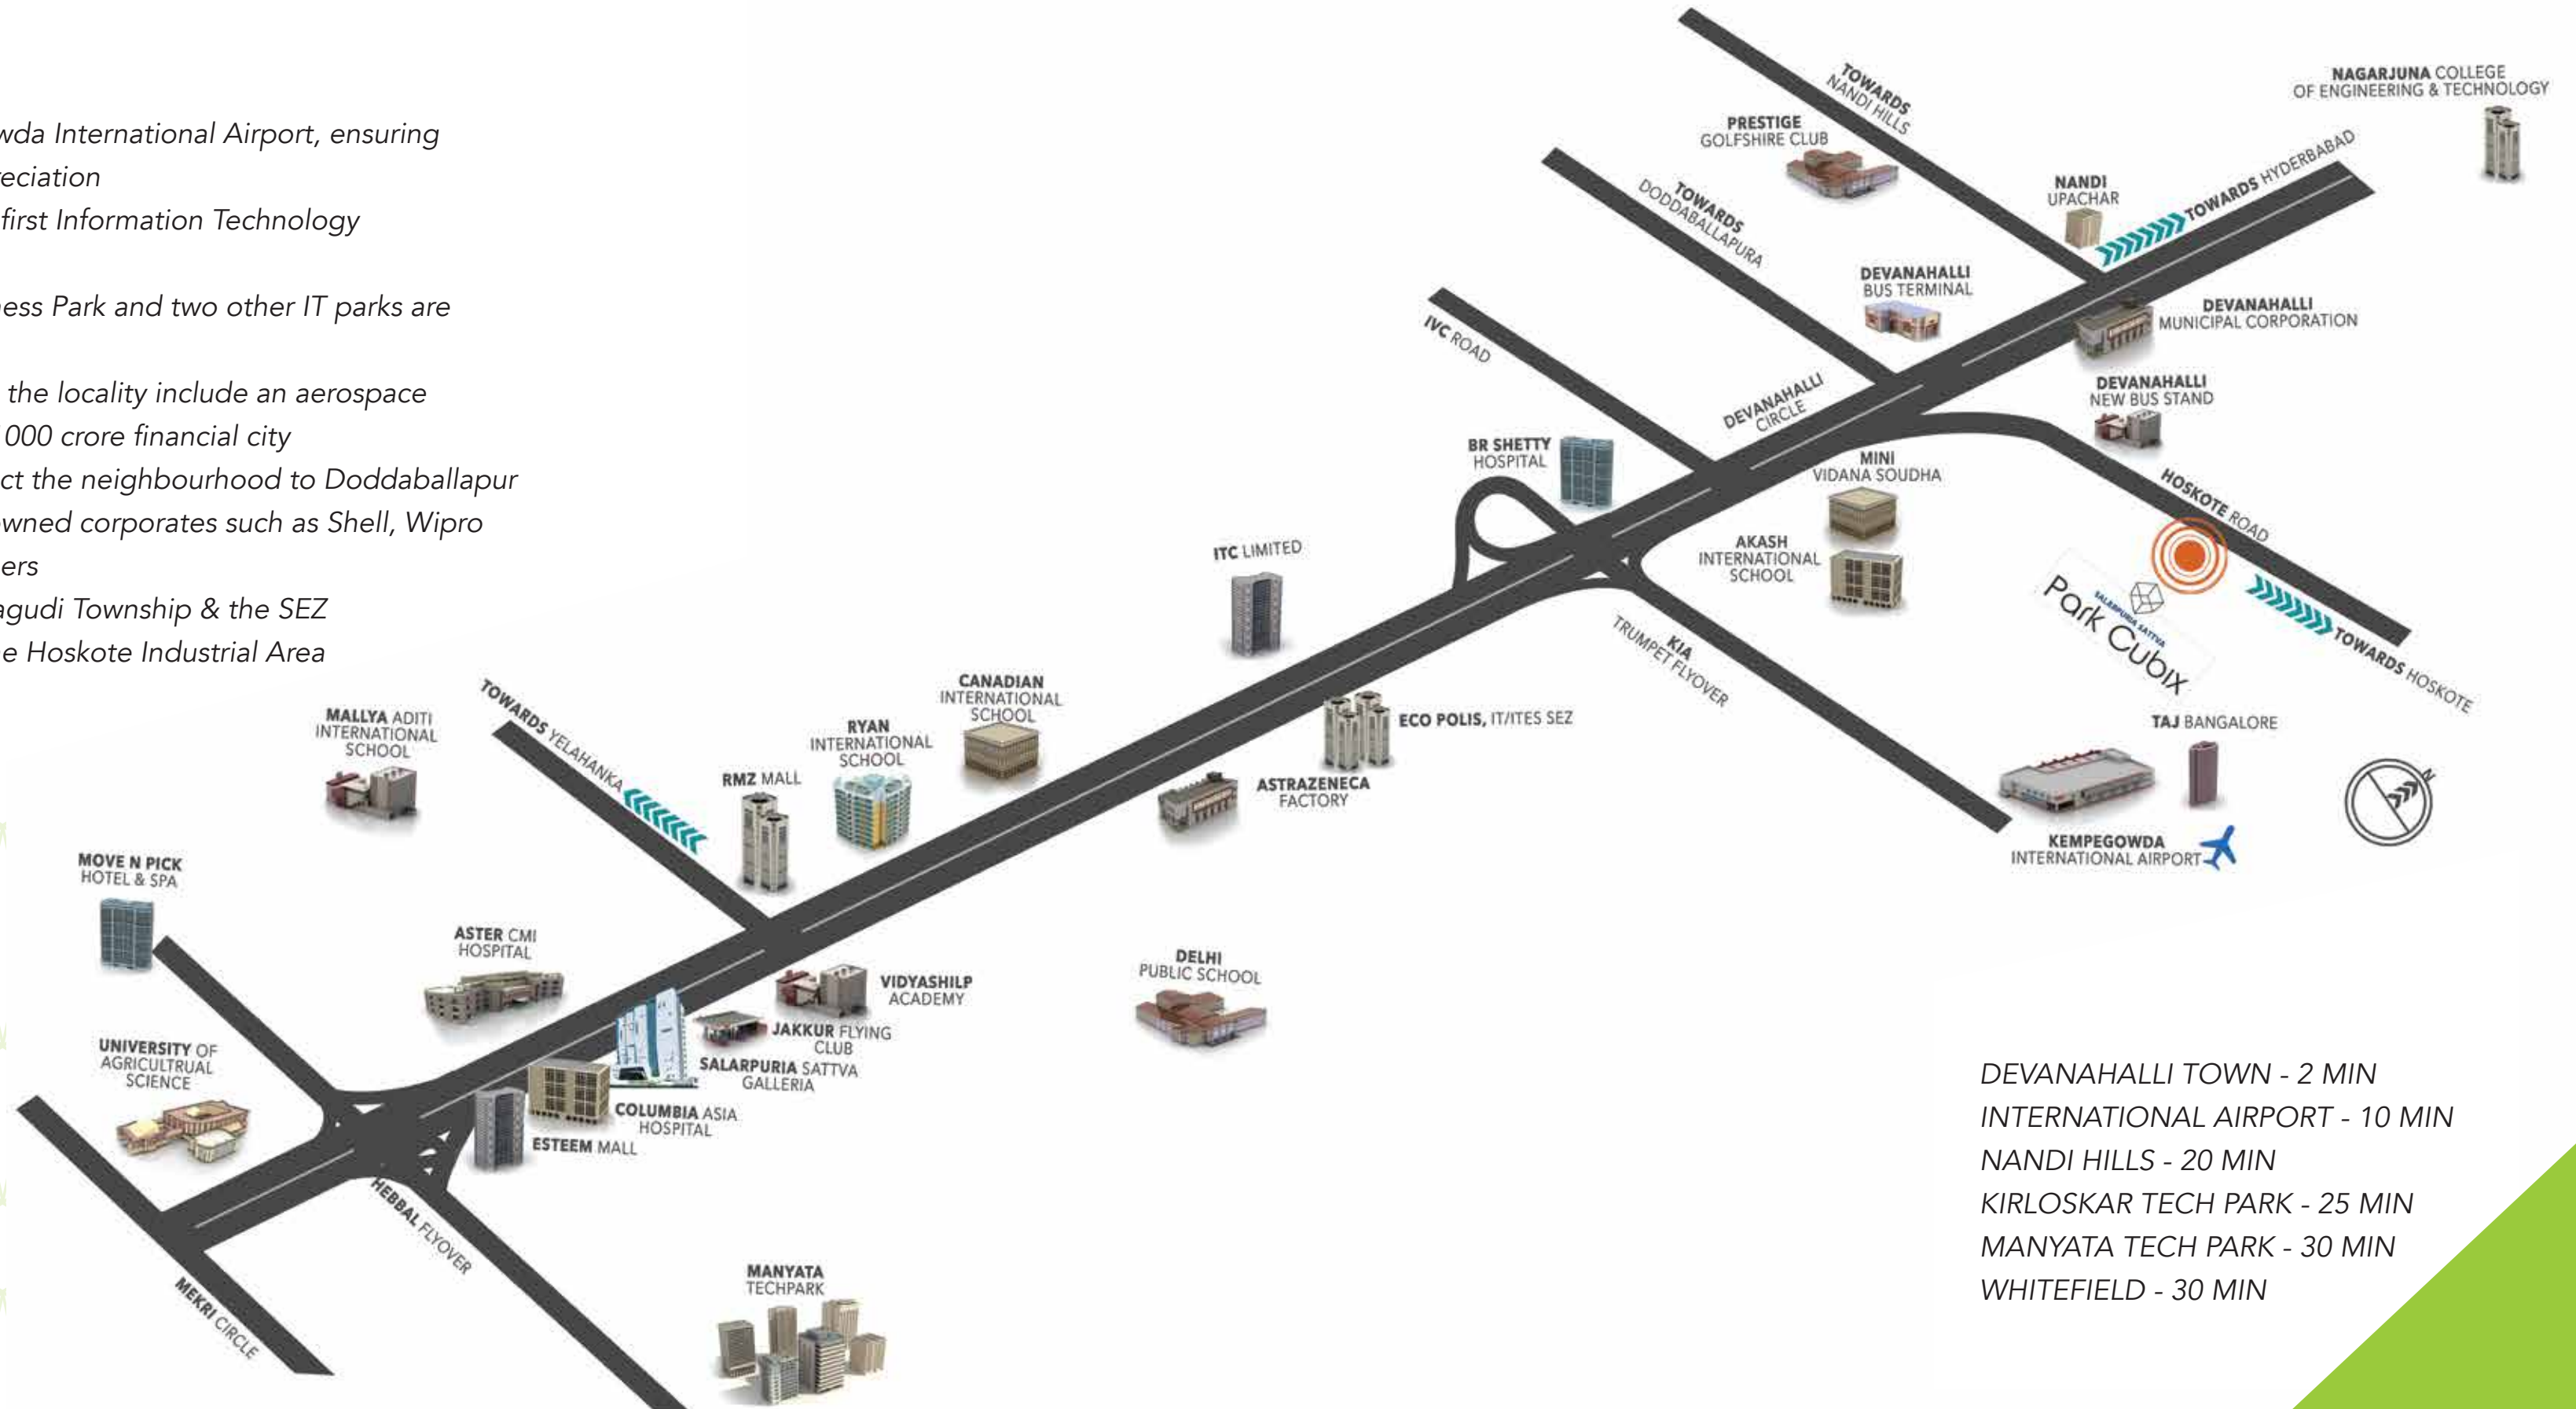 wda International Airport, ensuring
eciation
first Information Technology
ess Park and two other IT parks are
the locality include an aerospace
000 crore financial city
ct the neighbourhood to Doddaballapur
wned corporates such as Shell, Wipro
ers
agudi Township & the SEZ
e Hoskote Industrial Area
TOWARDS
NANDI HILLS
NAGARJUNA COLLEGE
OF ENGINEERING & TECHNOLOGY
PRESTIGE
GOLFSHIRE CLUB
TOWARDS HYDERBABAD
NANDI
UPACHAR
TOWARDS
DODDABALLAPURA
DEVANAHALLI
BUS TERMINAL
DEVANAHALLI
MUNICIPAL CORPORATION
IVC ROAD
DEVANAHALLI
CIRCLE
DEVANAHALLI
NEW BUS STAND
BR SHETTY
HOSPITAL
MINI
VIDANA SOUDHA
HOSKOTE ROAD
AKASH
INTERNATIONAL
SCHOOL
ITC LIMITED
SALERPURIA SATTVA
Park Cubix
TOWARDS HOSKOTE
KIA
TRUMPET FLYOVER
TOWARDS YELAHANKA
MALLYA ADITI
INTERNATIONAL
SCHOOL
CANADIAN
INTERNATIONAL
SCHOOL
RYAN
INTERNATIONAL
SCHOOL
RMZ MALL
ECO POLIS, IT/ITES SEZ
ASTRAZENECA
FACTORY
TAJ BANGALORE
N
KEMPEGOWDA
INTERNATIONAL AIRPORT
MOVE N PICK
HOTEL & SPA
ASTER CMI
HOSPITAL
DELHI
PUBLIC SCHOOL
VIDYASHILP
ACADEMY
JAKKUR FLYING
CLUB
SALARPURIA SATTVA
GALLERIA
UNIVERSITY OF
AGRICULTRUAL
SCIENCE
COLUMBIA ASIA
HOSPITAL
ESTEEM MALL
HEBBAL FLYOVER
MEKRI CIRCLE
MANYATA
TECHPARK
DEVANAHALLI TOWN - 2 MIN
INTERNATIONAL AIRPORT - 10 MIN
NANDI HILLS - 20 MIN
KIRLOSKAR TECH PARK - 25 MIN
MANYATA TECH PARK - 30 MIN
WHITEFIELD - 30 MIN